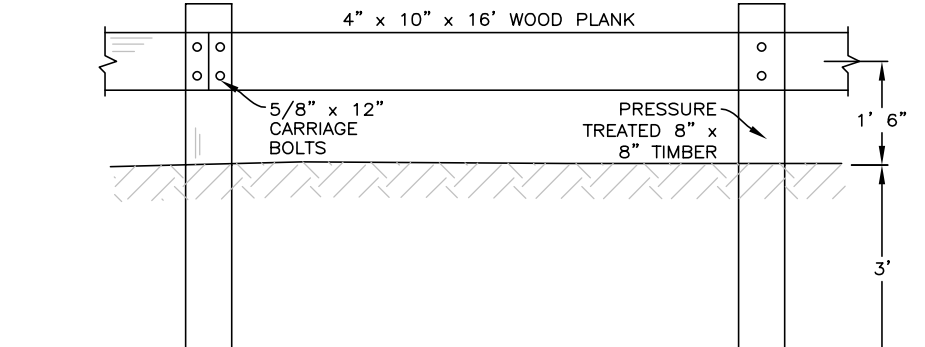 4" x 10" x 16' WOOD PLANK
5/8" x 12"
CARRIAGE
BOLTS
PRESSURE
TREATED 8" x
8" TIMBER
1' 6"
3'